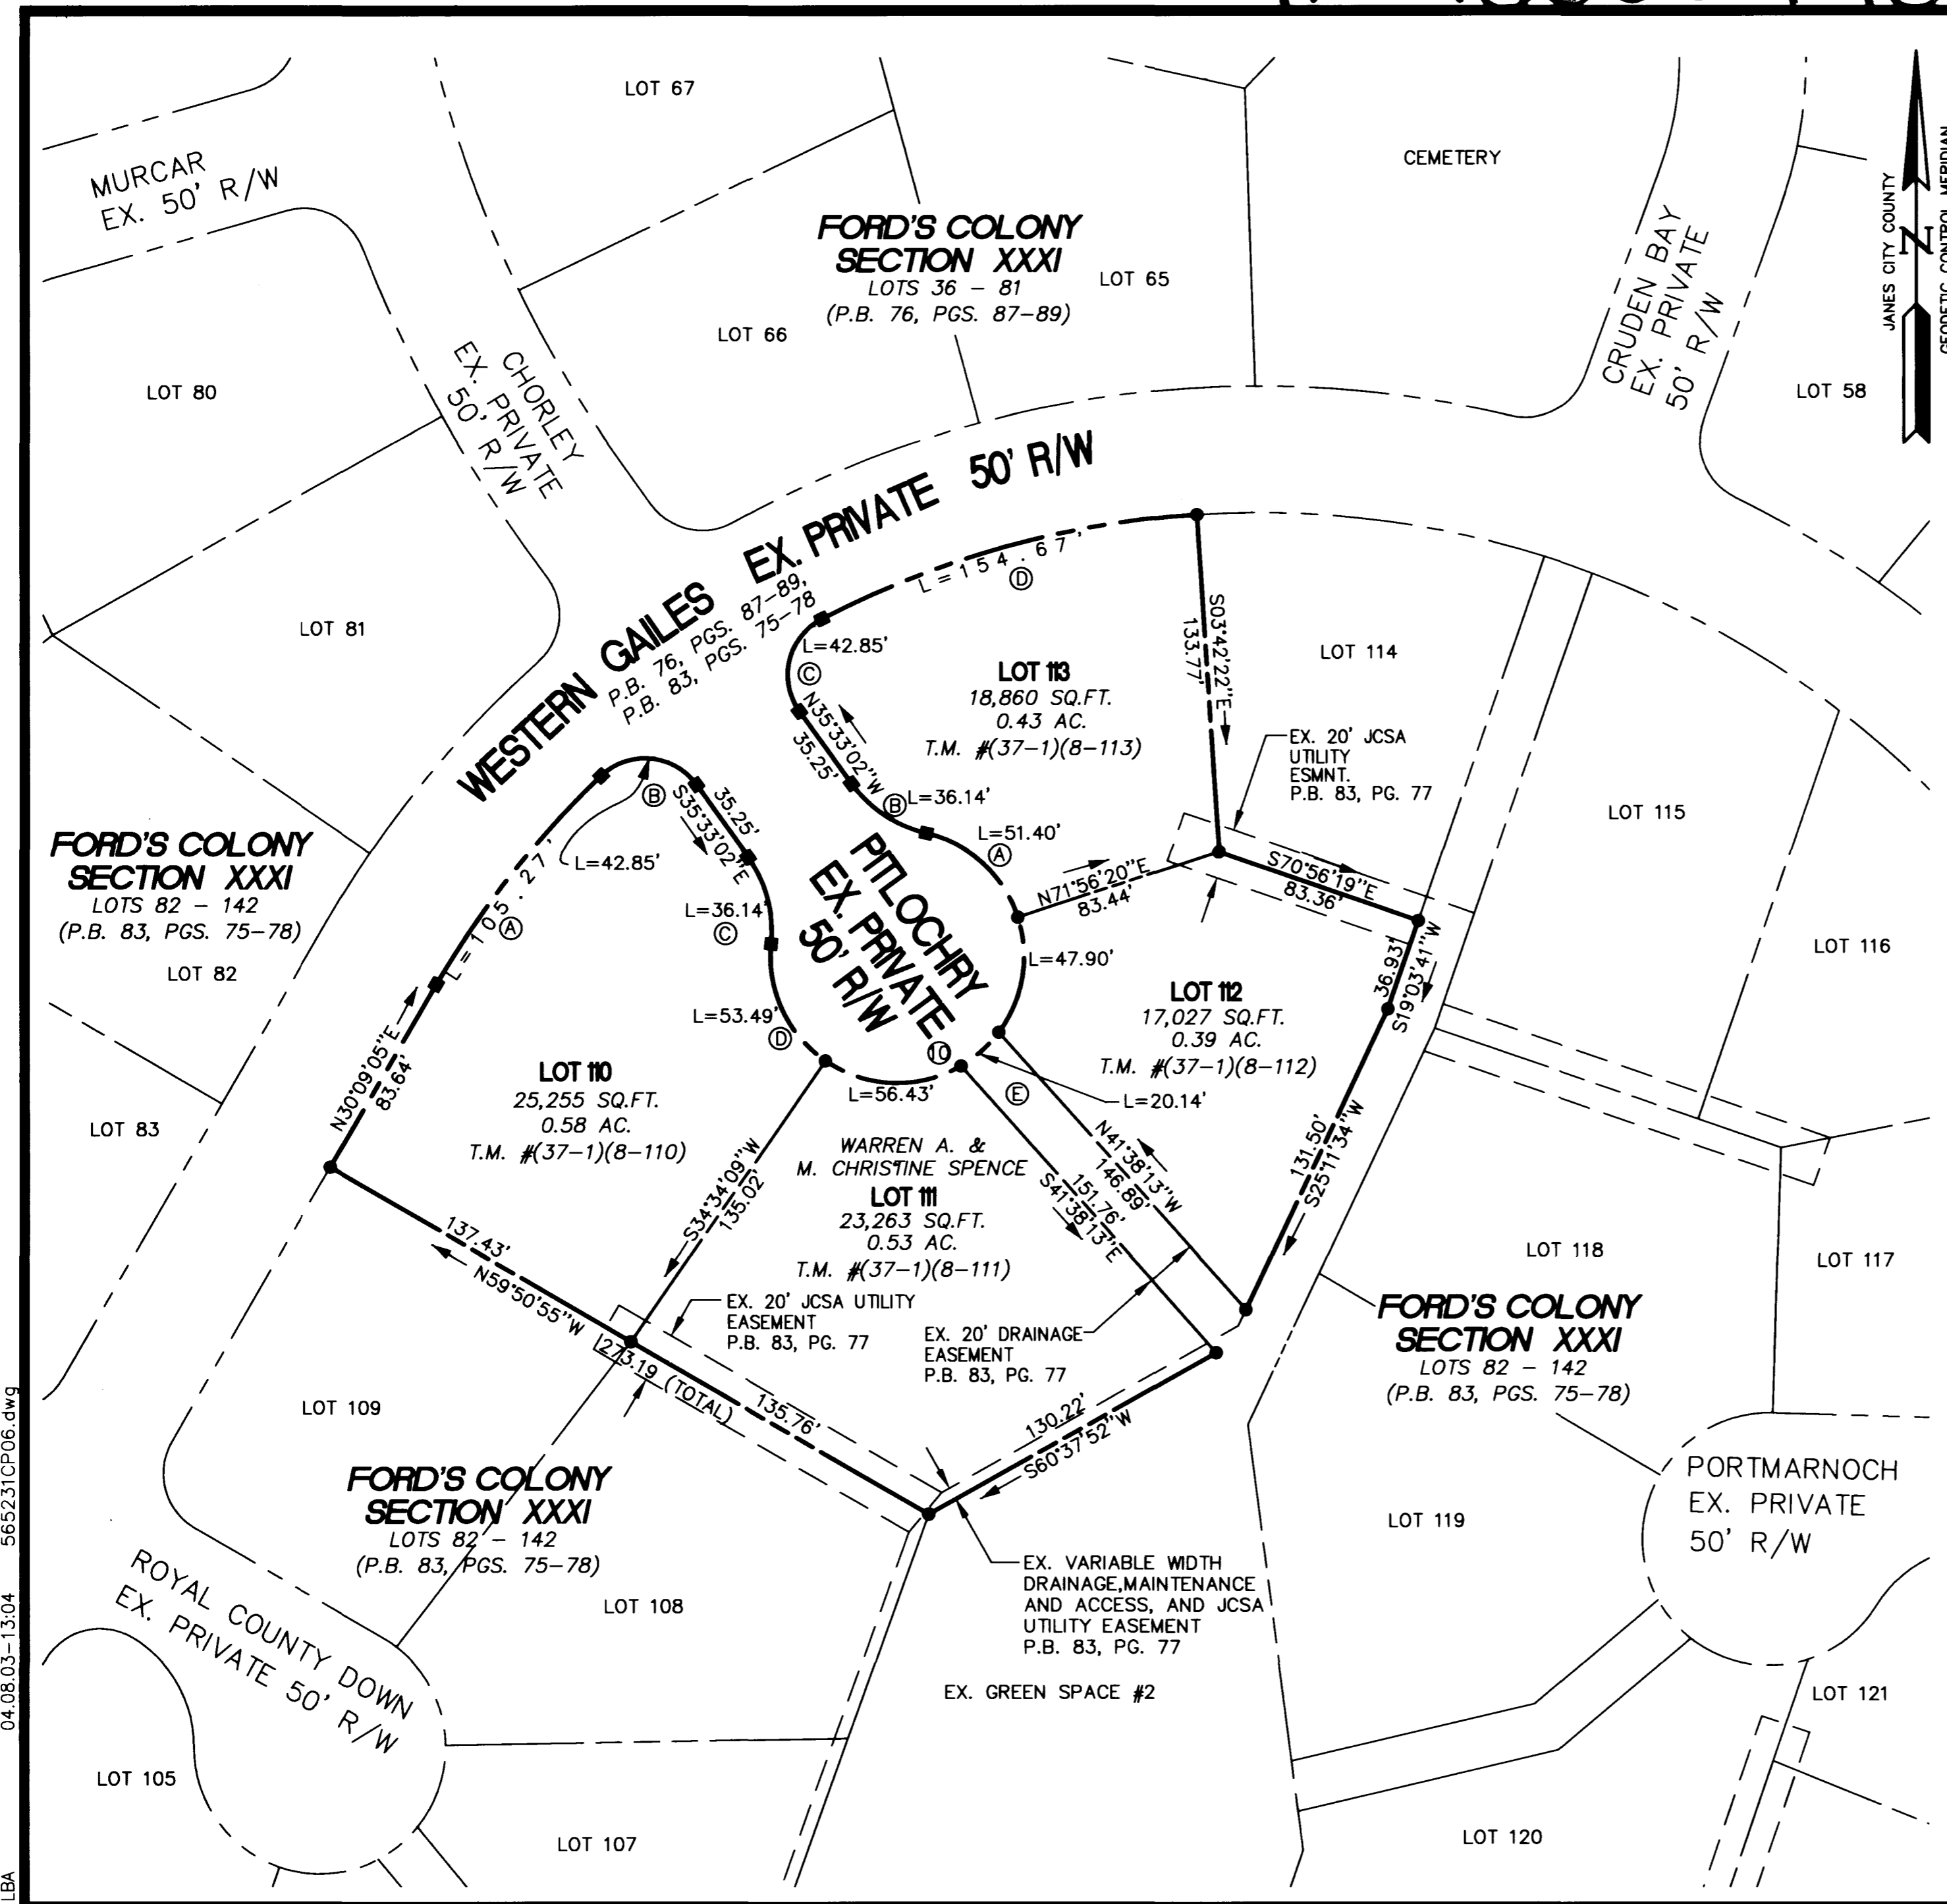 LOT 67
MURCAR
EX. 50' R/W
CEMETERY
FORD'S COLONY
SECTION XXXI
LOTS 36 – 81
(P.B. 76, PGS. 87–89)
LOT 65
LOT 66
CRUDEN BAY
EX. PRIVATE
50' R/W
JANES CITY COUNTY
GEODETIC CONTROL MERIDIAN
N
LOT 80
CHORLEY
EX. PRIVATE
50' R/W
LOT 58
WESTERN GAILES EX. PRIVATE 50' R/W
P.B. 76, PGS. 87–89,
P.B. 83, PGS. 75–78
LOT 81
L=154.67'
D
L=42.85'
C
N35°33'02"W
35.25'
B
L=36.14'
L=51.40'
A
LOT 113
18,860 SQ.FT.
0.43 AC.
T.M. #(37-1)(8-113)
S03°42'22"E
133.77'
LOT 114
EX. 20' JCSA
UTILITY
ESMNT.
P.B. 83, PG. 77
LOT 115
FORD'S COLONY
SECTION XXXI
LOTS 82 – 142
(P.B. 83, PGS. 75–78)
LOT 82
L=105.27'
A
L=42.85'
B
S35°33'02"E
35.25'
L=36.14'
C
PITLOCHRY
EX. PRIVATE
50' R/W
N71°56'20"E
83.44'
S70°56'19"E
83.36'
36.93'
S19°03'41"W
LOT 116
L=47.90'
L=53.49'
D
10
LOT 112
17,027 SQ.FT.
0.39 AC.
T.M. #(37-1)(8-112)
N30°09'05"E
83.64'
LOT 110
25,255 SQ.FT.
0.58 AC.
T.M. #(37-1)(8-110)
L=56.43'
E
L=20.14'
LOT 83
131.50'
S25°11'34"W
N41°38'13"W
146.89'
151.76'
S41°38'13"E
S34°34'09"W
135.02'
WARREN A. &
M. CHRISTINE SPENCE
LOT 111
23,263 SQ.FT.
0.53 AC.
T.M. #(37-1)(8-111)
137.43'
N59°50'55"W
EX. 20' JCSA UTILITY
EASEMENT
P.B. 83, PG. 77
EX. 20' DRAINAGE
EASEMENT
P.B. 83, PG. 77
LOT 118
LOT 117
FORD'S COLONY
SECTION XXXI
LOTS 82 – 142
(P.B. 83, PGS. 75–78)
273.19 (TOTAL)
135.76'
130.22'
S60°37'52"W
LOT 109
FORD'S COLONY
SECTION XXXI
LOTS 82 – 142
(P.B. 83, PGS. 75–78)
PORTMARNOCH
EX. PRIVATE
50' R/W
LOT 119
ROYAL COUNTY DOWN
EX. PRIVATE 50' R/W
LOT 108
EX. VARIABLE WIDTH
DRAINAGE,MAINTENANCE
AND ACCESS, AND JCSA
UTILITY EASEMENT
P.B. 83, PG. 77
EX. GREEN SPACE #2
LOT 121
LOT 105
LOT 107
LOT 120
LBA 04.08.03–13:04 565231CP06.dwg